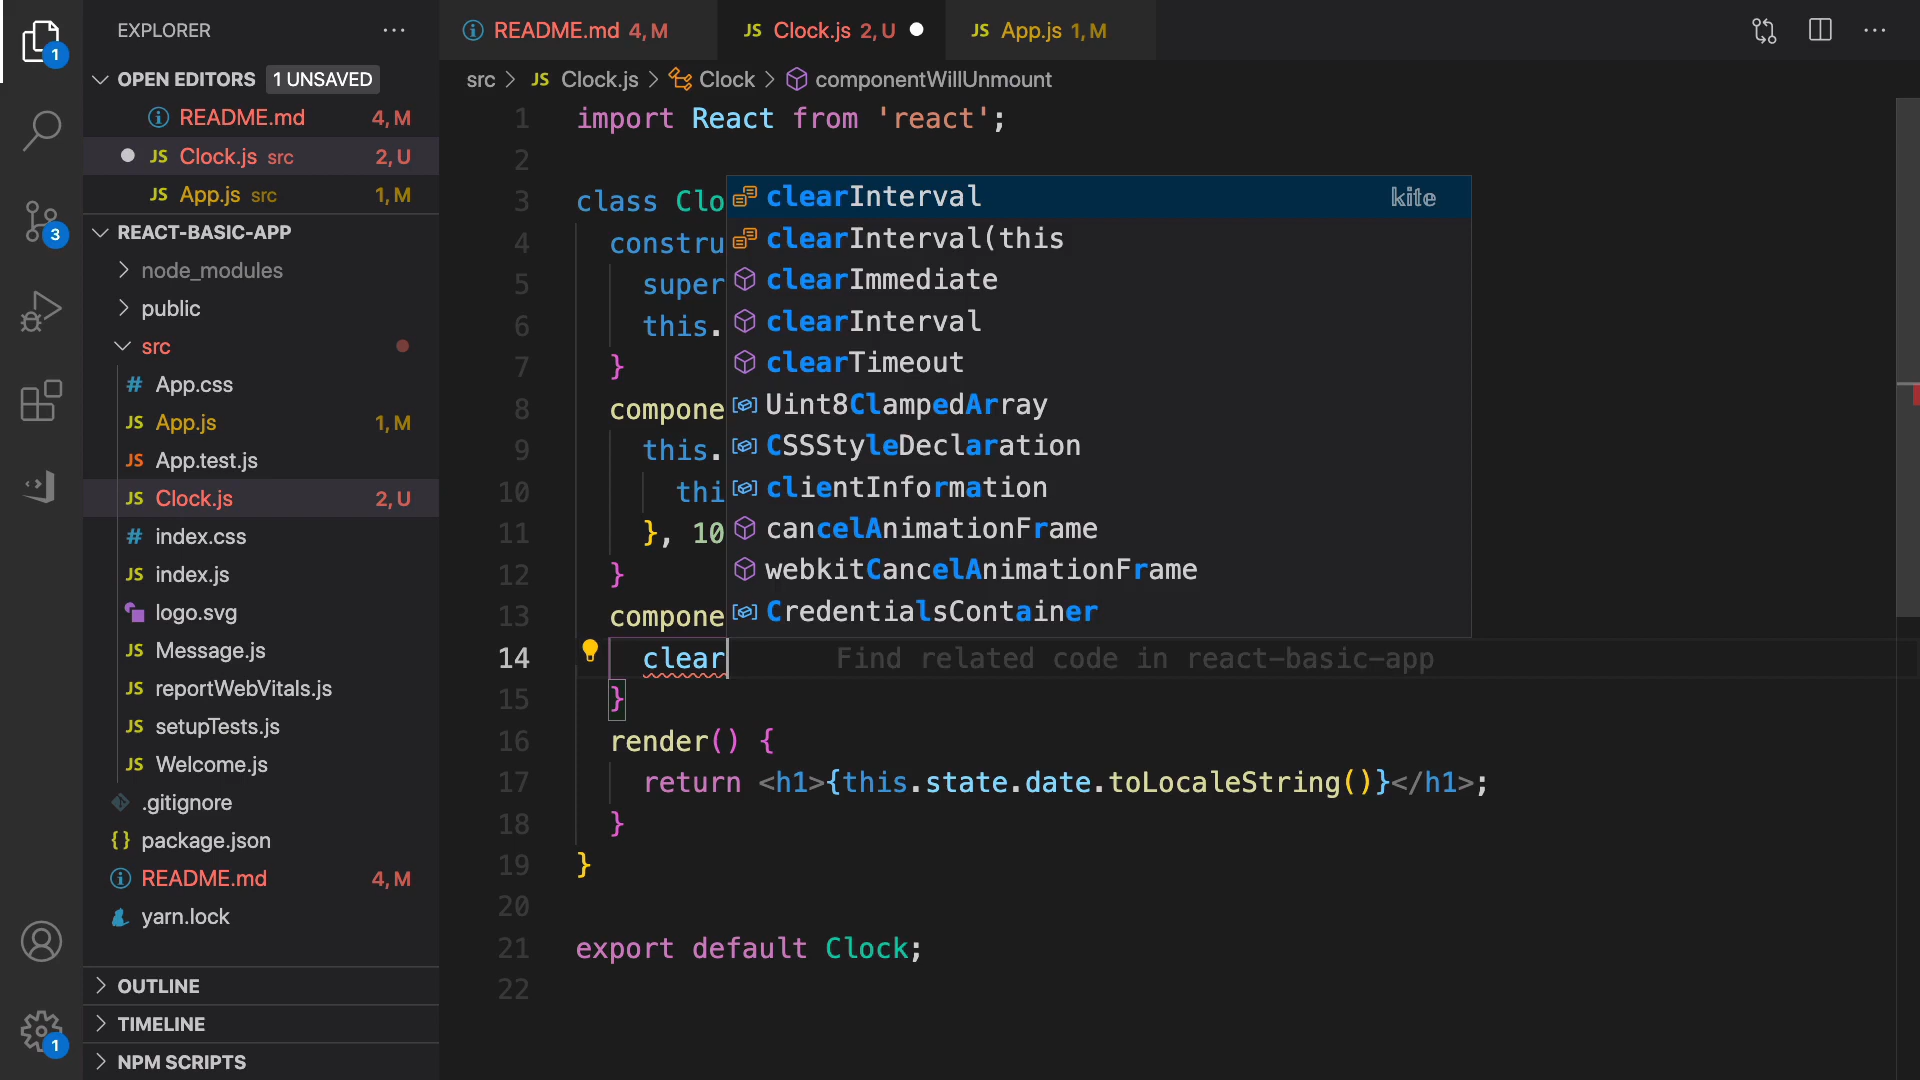 EXPLORER
OPEN EDITORS 1 UNSAVED
README.md 4, M
Clock.js src 2, U
App.js src 1, M
REACT-BASIC-APP
node_modules
public
src
App.css
App.js 1, M
App.test.js
Clock.js 2, U
index.css
index.js
logo.svg
Message.js
reportWebVitals.js
setupTests.js
Welcome.js
.gitignore
package.json
README.md 4, M
yarn.lock
OUTLINE
TIMELINE
NPM SCRIPTS
1
3
1
README.md 4, M
JS Clock.js 2, U
JS App.js 1, M
src > JS Clock.js > Clock > componentWillUnmount
1 import React from 'react';
2
3 class Clo
4 constru
5 super
6 this.
7 }
8 compone
9 this.
10 thi
11 }, 10
12 }
13 compone
14 clear Find related code in react-basic-app
15 }
16 render() {
17 return <h1>{this.state.date.toLocaleString()}</h1>;
18 }
19 }
20
21 export default Clock;
22
clearInterval kite
clearInterval(this
clearImmediate
clearInterval
clearTimeout
Uint8ClampedArray
CSSStyleDeclaration
clientInformation
cancelAnimationFrame
webkitCancelAnimationFrame
CredentialsContainer